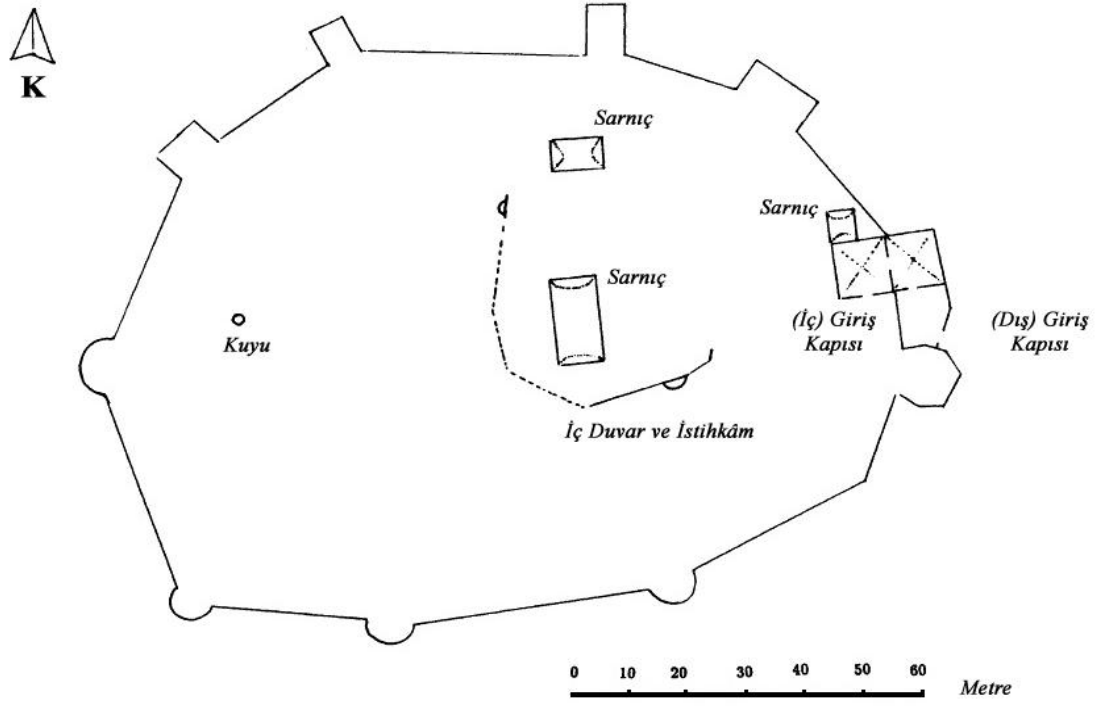 K
Sarnıç
Sarnıç
Sarnıç
Kuyu
(İç) Giriş
Kapısı
(Dış) Giriş
Kapısı
İç Duvar ve İstihkâm
0 10 20 30 40 50 60
Metre